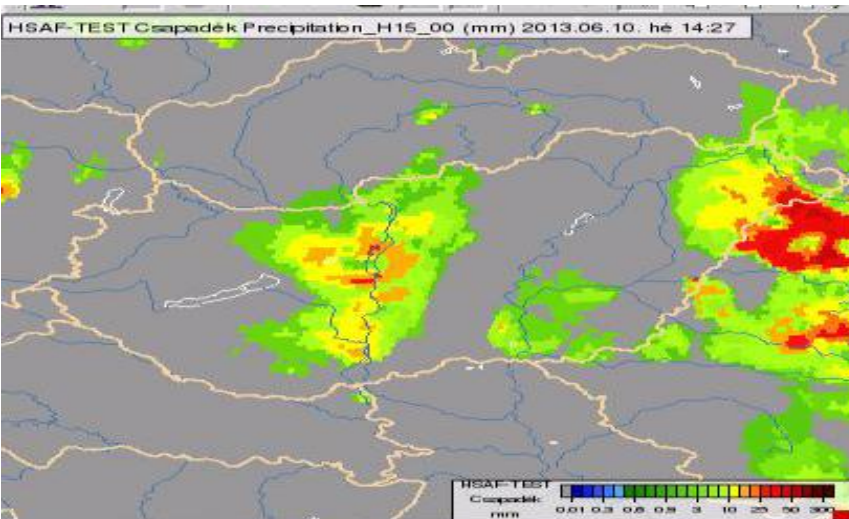 HSAF-TEST Csapadék Precipitation_H15_00 (mm) 2013.06.10. hé 14:27
HSAF-TEST
Csapadék
mm
0.01 0.3 0.6 0.9 3 10 25 50 300